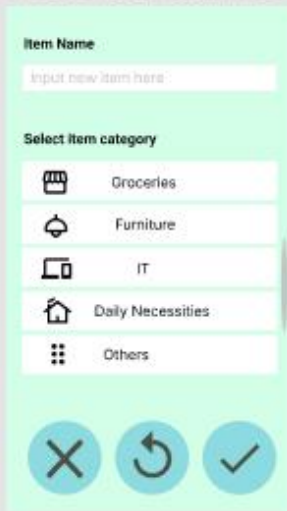 Item Name
Input new item here
Select item category
Groceries
Furniture
IT
Daily Necessities
Others